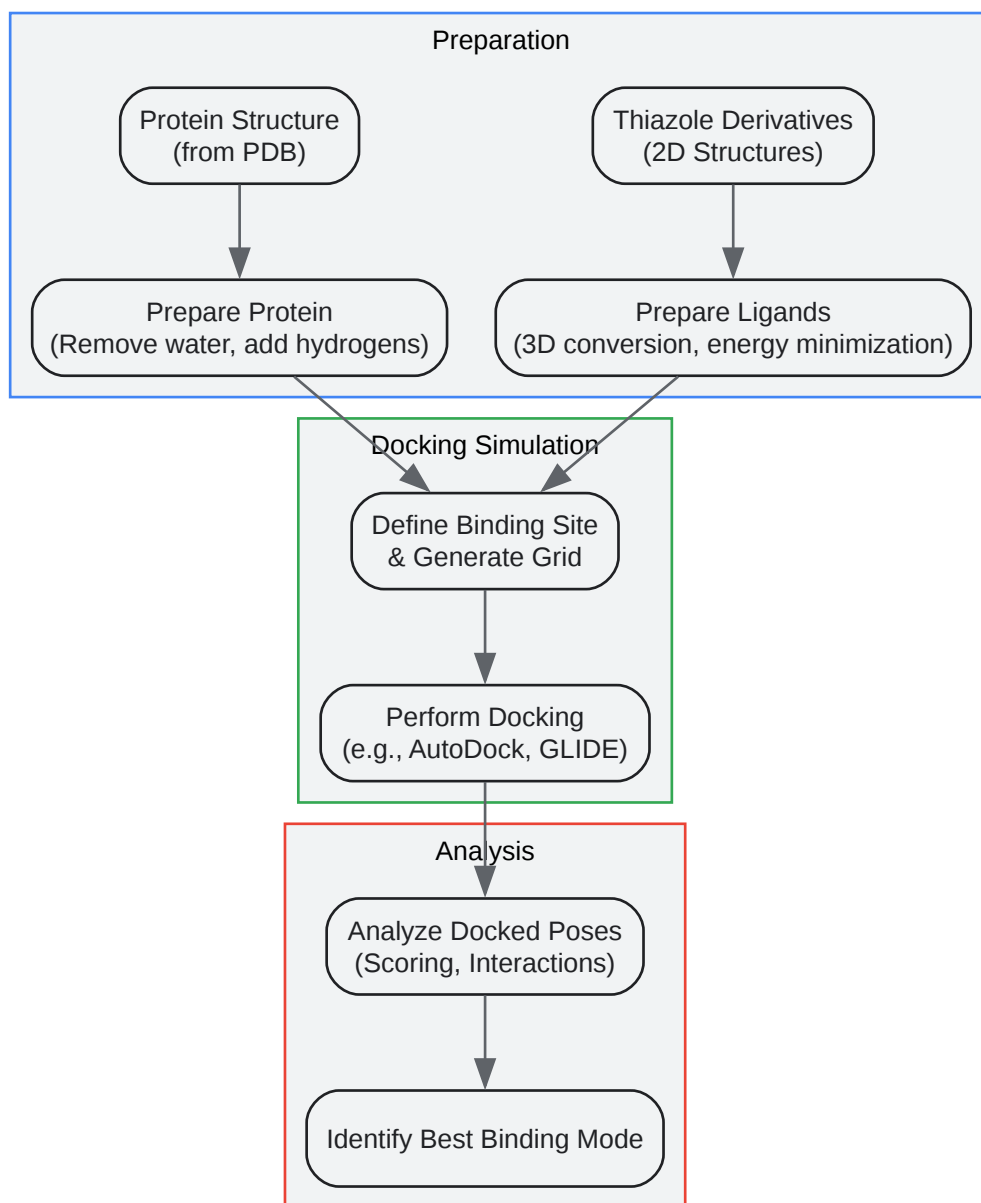 Preparation
Protein Structure
(from PDB)
Thiazole Derivatives
(2D Structures)
Prepare Protein
(Remove water, add hydrogens)
Prepare Ligands
(3D conversion, energy minimization)
Docking Simulation
Define Binding Site
& Generate Grid
Perform Docking
(e.g., AutoDock, GLIDE)
Analysis
Analyze Docked Poses
(Scoring, Interactions)
Identify Best Binding Mode